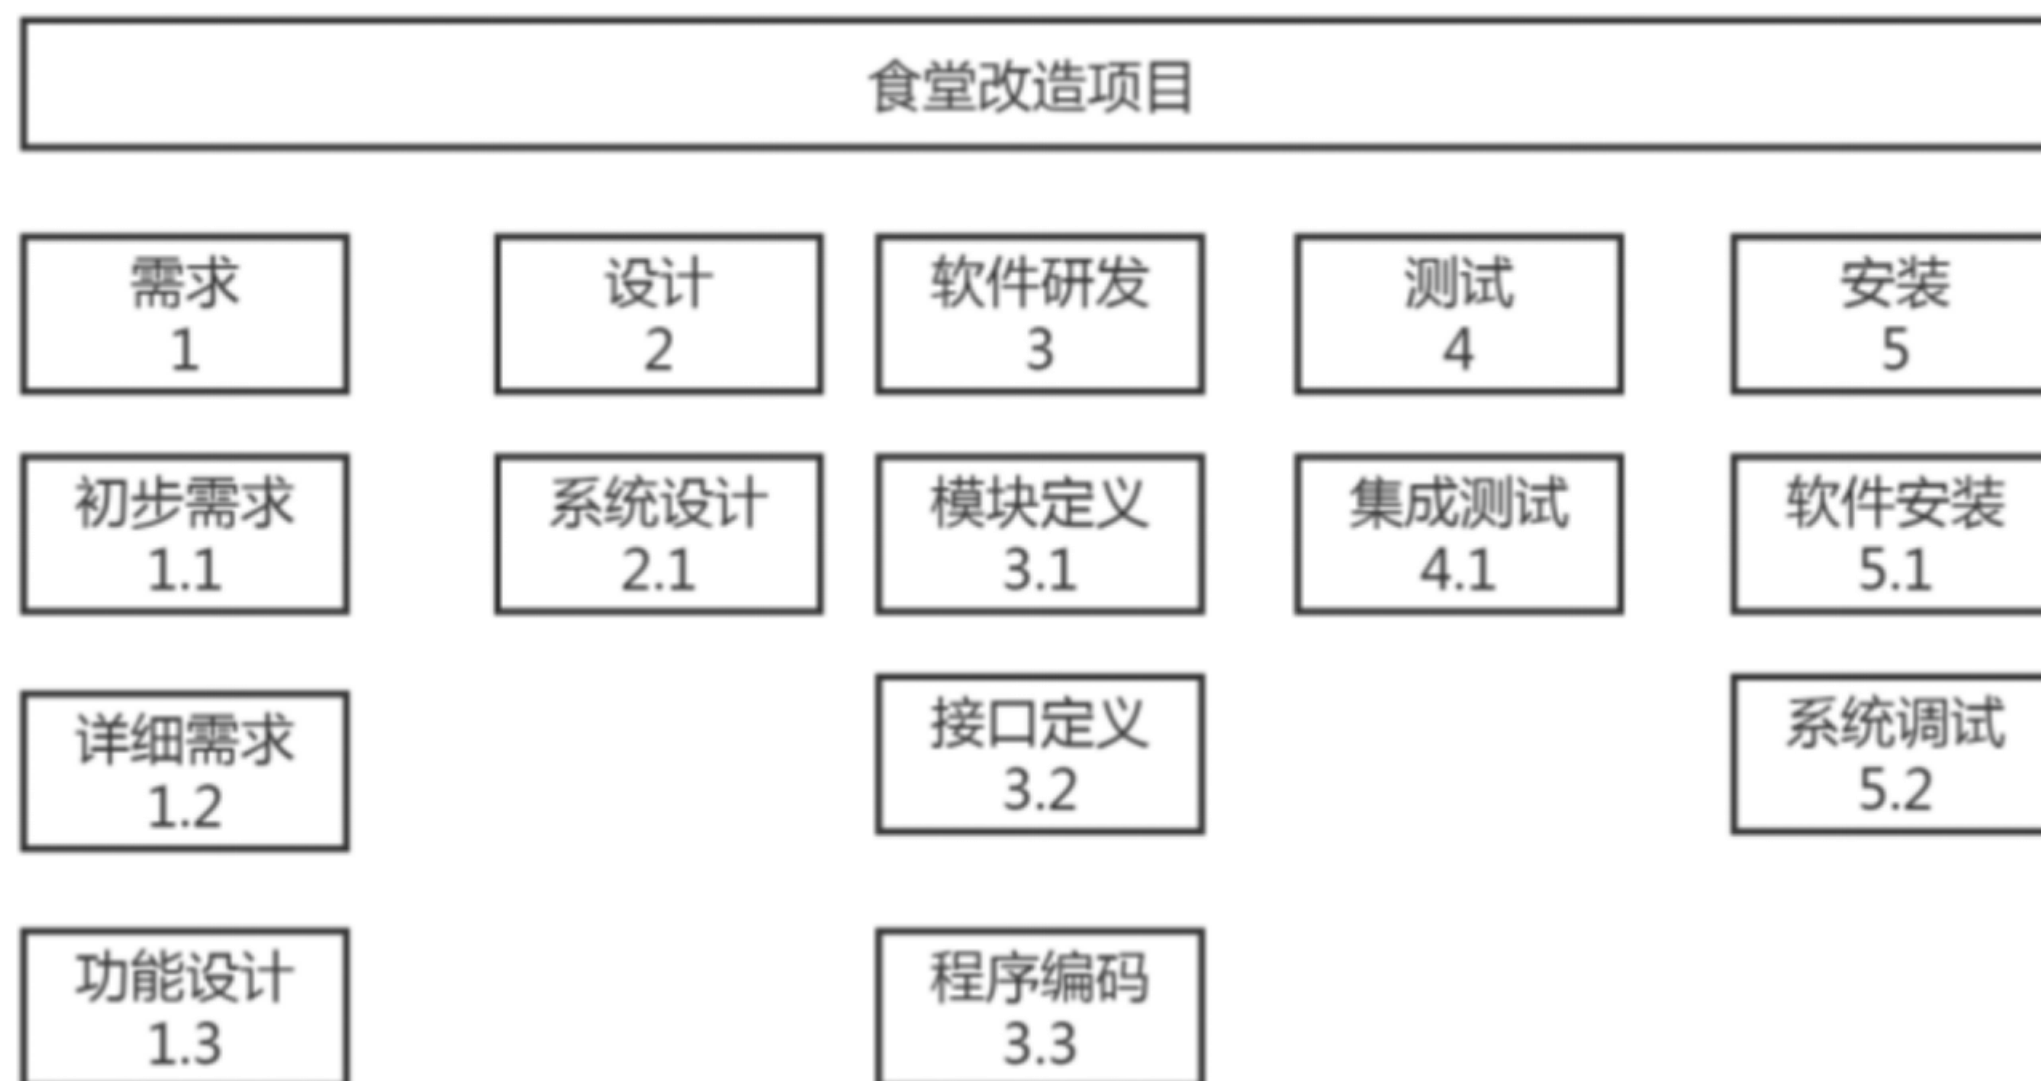 食堂改造项目
需求
1
设计
2
软件研发
3
测试
4
安装
5
初步需求
1.1
系统设计
2.1
模块定义
3.1
集成测试
4.1
软件安装
5.1
详细需求
1.2
接口定义
3.2
系统调试
5.2
功能设计
1.3
程序编码
3.3